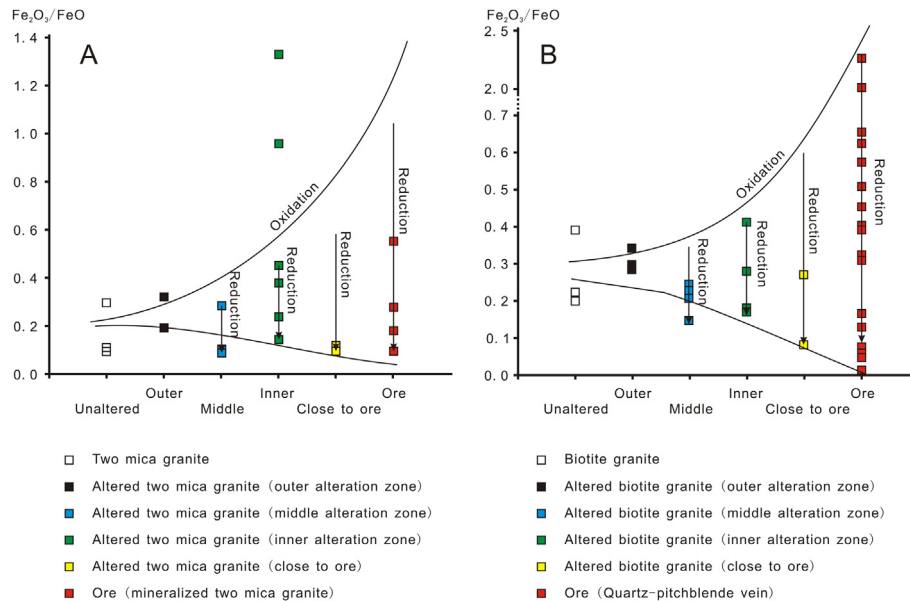 Fe₂O₃/FeO
1.4
1.2
1.0
0.8
0.6
0.4
0.2
0.0
A
Oxidation
Reduction
Reduction
Reduction
Reduction
Unaltered
Outer
Middle
Inner
Close to ore
Ore
Two mica granite
Altered two mica granite (outer alteration zone)
Altered two mica granite (middle alteration zone)
Altered two mica granite (inner alteration zone)
Altered two mica granite (close to ore)
Ore (mineralized two mica granite)
Fe₂O₃/FeO
2.5
2.0
0.7
0.6
0.5
0.4
0.3
0.2
0.1
0.0
B
Oxidation
Reduction
Reduction
Reduction
Reduction
Unaltered
Outer
Middle
Inner
Close to ore
Ore
Biotite granite
Altered biotite granite (outer alteration zone)
Altered biotite granite (middle alteration zone)
Altered biotite granite (inner alteration zone)
Altered biotite granite (close to ore)
Ore (Quartz-pitchblende vein)